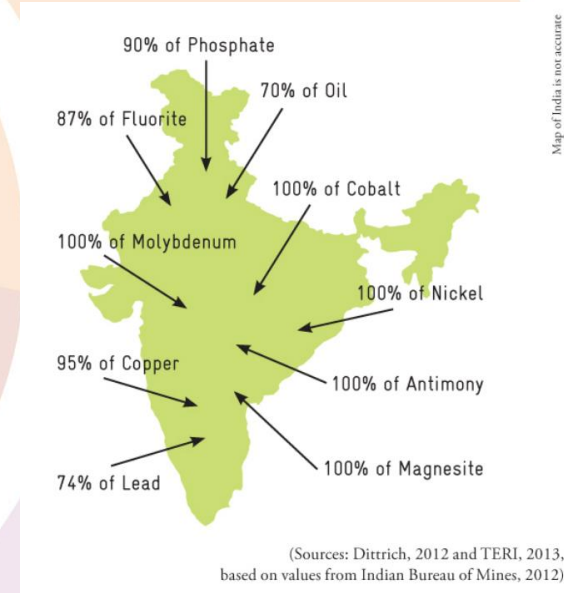 90% of Phosphate
70% of Oil
87% of Fluorite
100% of Cobalt
100% of Molybdenum
100% of Nickel
95% of Copper
100% of Antimony
100% of Magnesite
74% of Lead
Map of India is not accurate
(Sources: Dittrich, 2012 and TERI, 2013,
based on values from Indian Bureau of Mines, 2012)